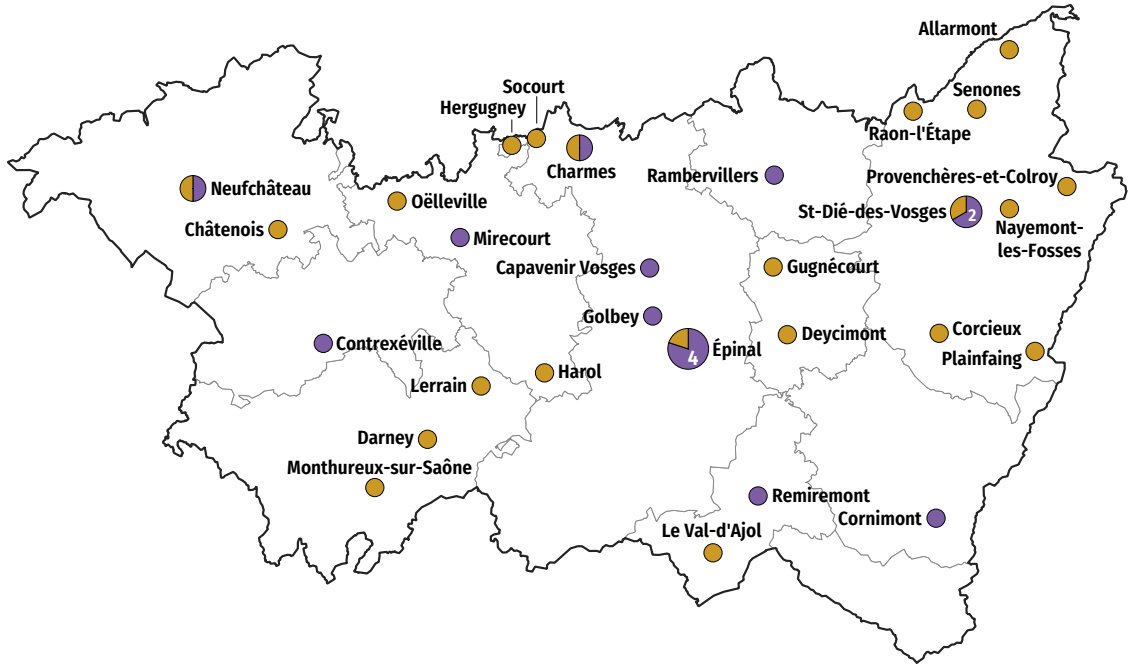 Allarmont
Socourt
Senones
Hergugney
Raon-l'Étape
Charmes
Rambervillers
Provenchères-et-Colroy
Neufchâteau
Oëlleville
St-Dié-des-Vosges
2
Châtenois
Mirecourt
Nayemont-
les-Fosses
Capavenir Vosges
Gugnécourt
Golbey
Contrexéville
Épinal
4
Deycimont
Corcieux
Plainfaing
Harol
Lerrain
Darney
Monthureux-sur-Saône
Remiremont
Cornimont
Le Val-d'Ajol